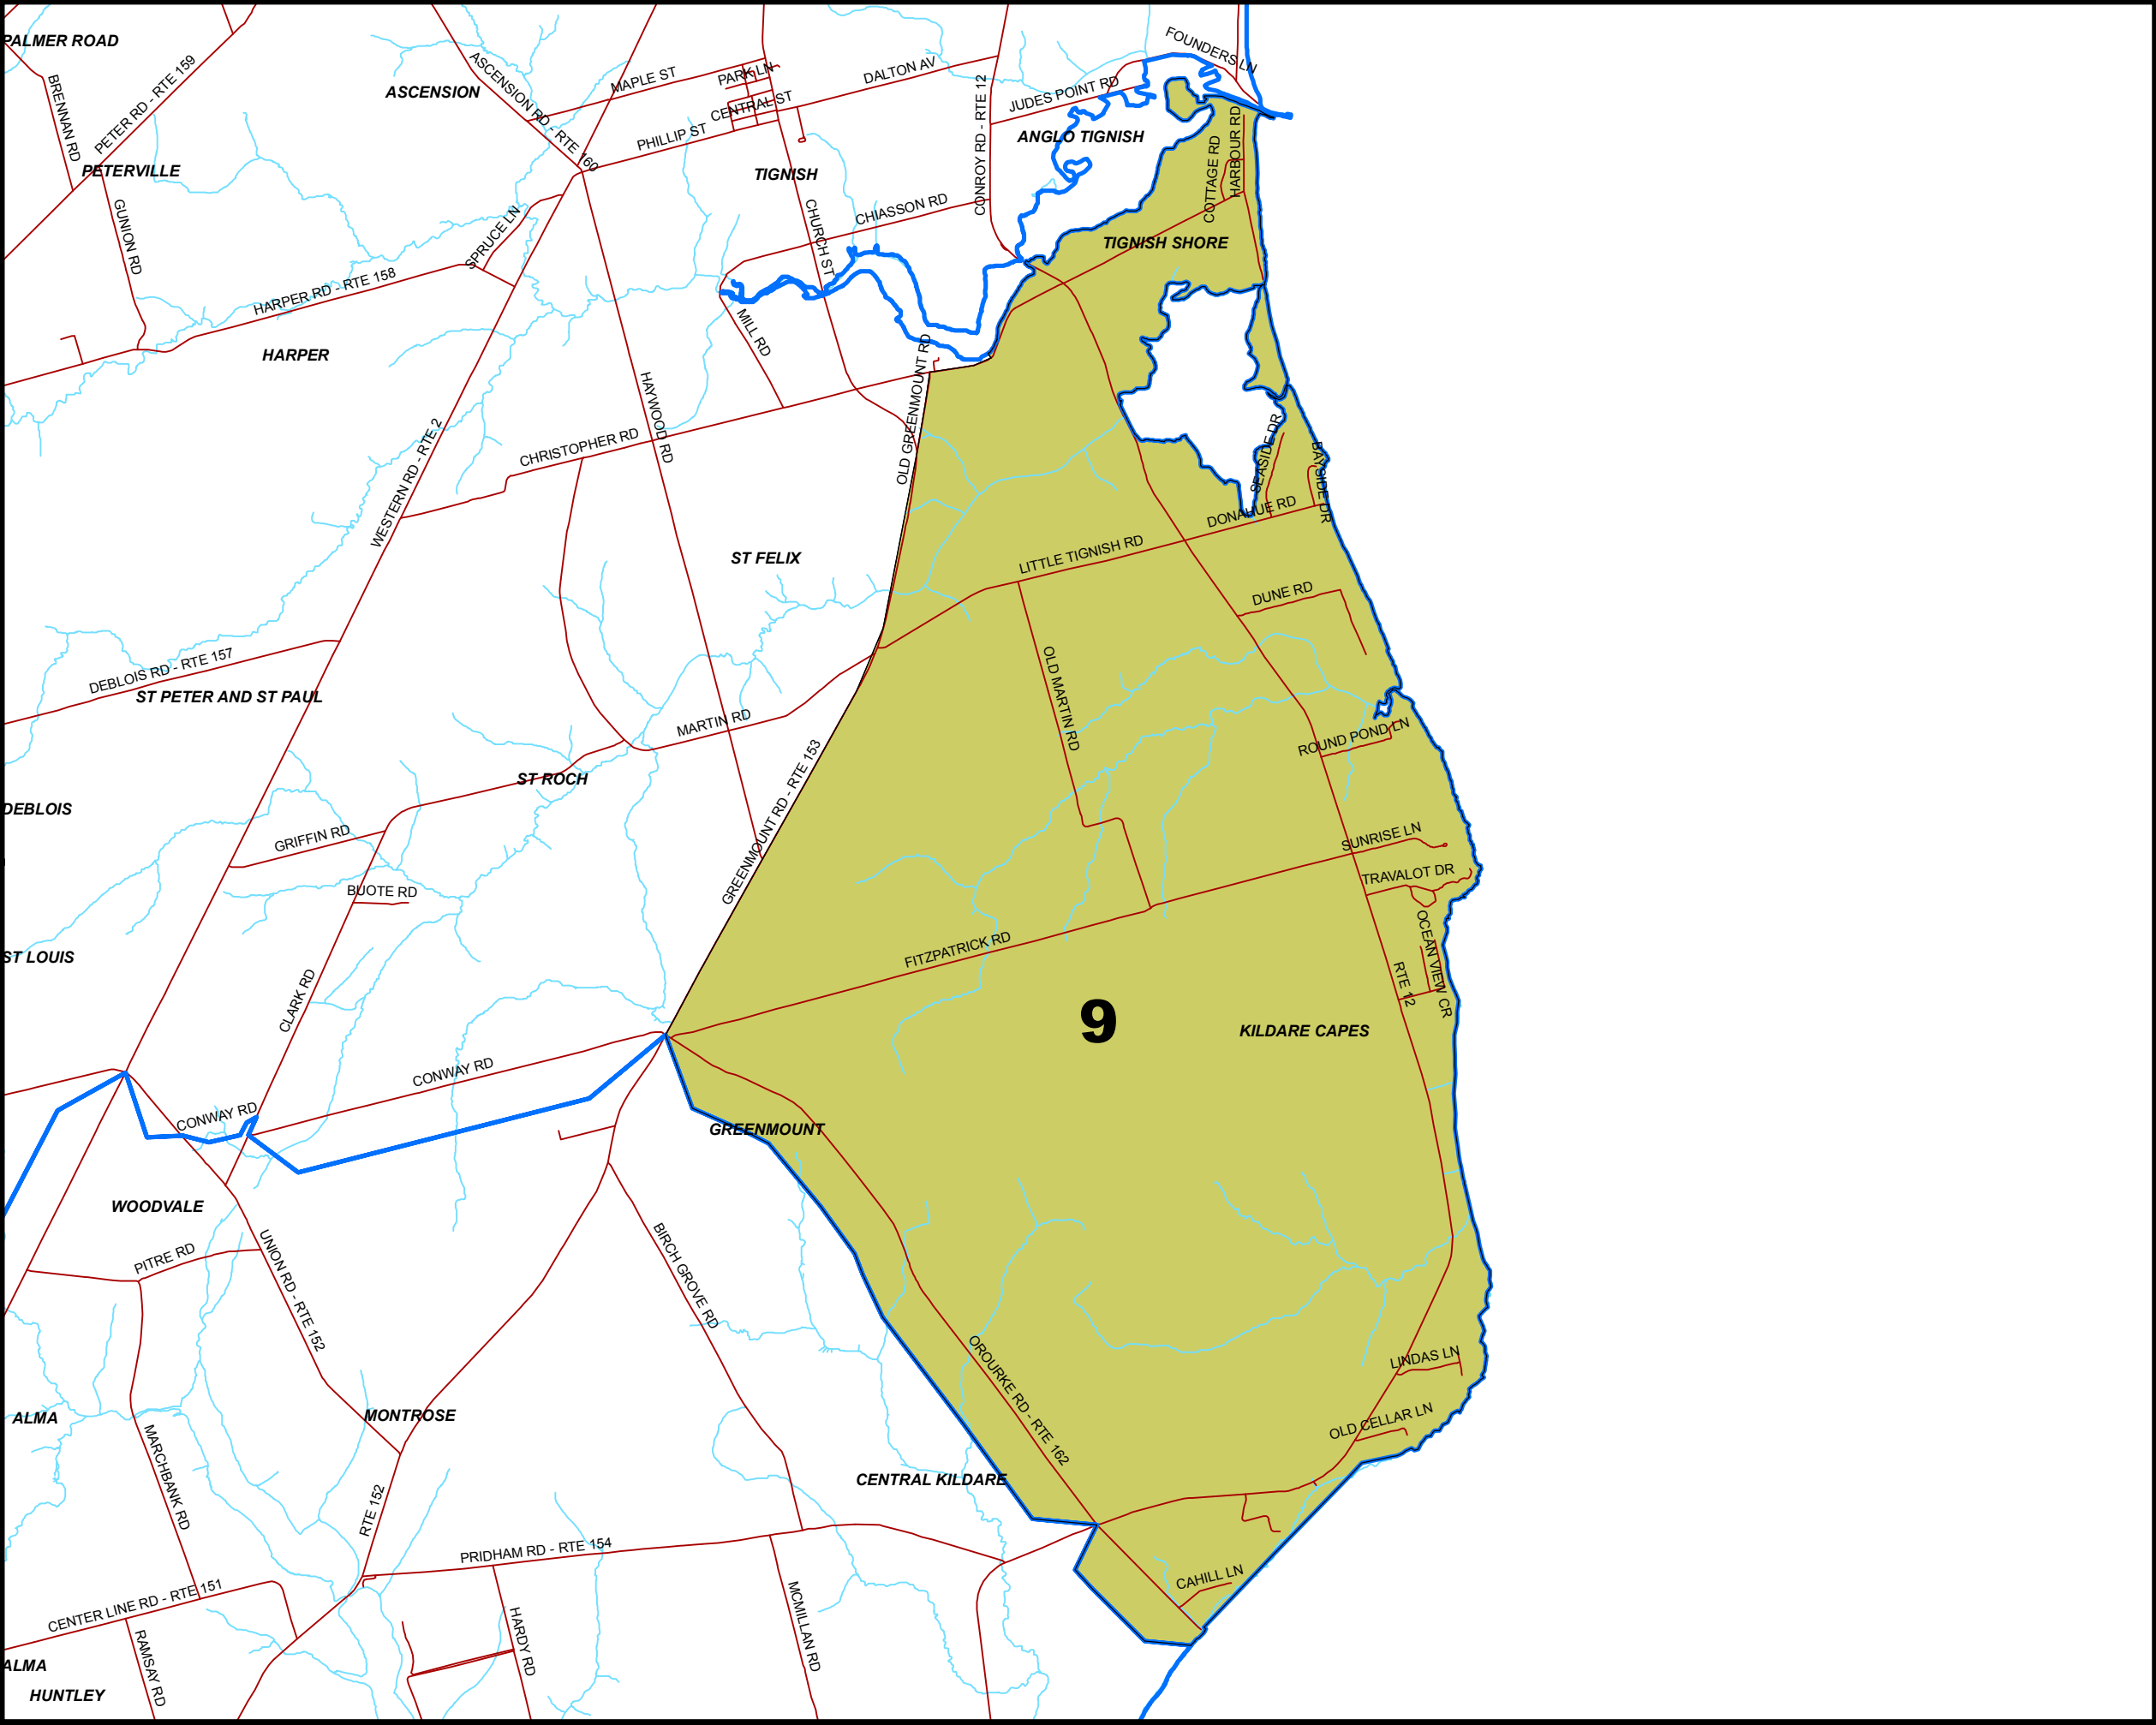 PALMER ROAD
FOUNDERS LN
BRENNAN RD
PETER RD - RTE 159
ASCENSION RD - RTE 160
ASCENSION
MAPLE ST
PARK LN
DALTON AV
CONROY RD - RTE 12
JUDES POINT RD
CENTRAL ST
PHILLIP ST
ANGLO TIGNISH
HARBOUR RD
COTTAGE RD
PETERVILLE
TIGNISH
GUNION RD
SPRUCE LN
CHURCH ST
CHIASSON RD
TIGNISH SHORE
HARPER RD - RTE 158
MILL RD
HARPER
HAYWOOD RD
OLD GREENMOUNT RD
WESTERN RD - RTE 2
CHRISTOPHER RD
SEASIDE DR
BAYSIDE DR
DONAHUE RD
ST FELIX
LITTLE TIGNISH RD
DUNE RD
DEBLOIS RD - RTE 157
ST PETER AND ST PAUL
OLD MARTIN RD
MARTIN RD
ROUND POND LN
ST ROCH
GREENMOUNT RD - RTE 153
DEBLOIS
GRIFFIN RD
SUNRISE LN
BUOTE RD
TRAVALOT DR
OCEAN VIEW CR
FITZPATRICK RD
ST LOUIS
CLARK RD
RTE 12
9
KILDARE CAPES
CONWAY RD
CONWAY RD
GREENMOUNT
WOODVALE
PITRE RD
UNION RD - RTE 152
BIRCH GROVE RD
OROURKE RD - RTE 162
LINDAS LN
ALMA
MONTROSE
OLD CELLAR LN
MARCHBANK RD
CENTRAL KILDARE
RTE 152
PRIDHAM RD - RTE 154
CAHILL LN
CENTER LINE RD - RTE 151
MCMILLAN RD
HARDY RD
RAMSAY RD
ALMA
HUNTLEY